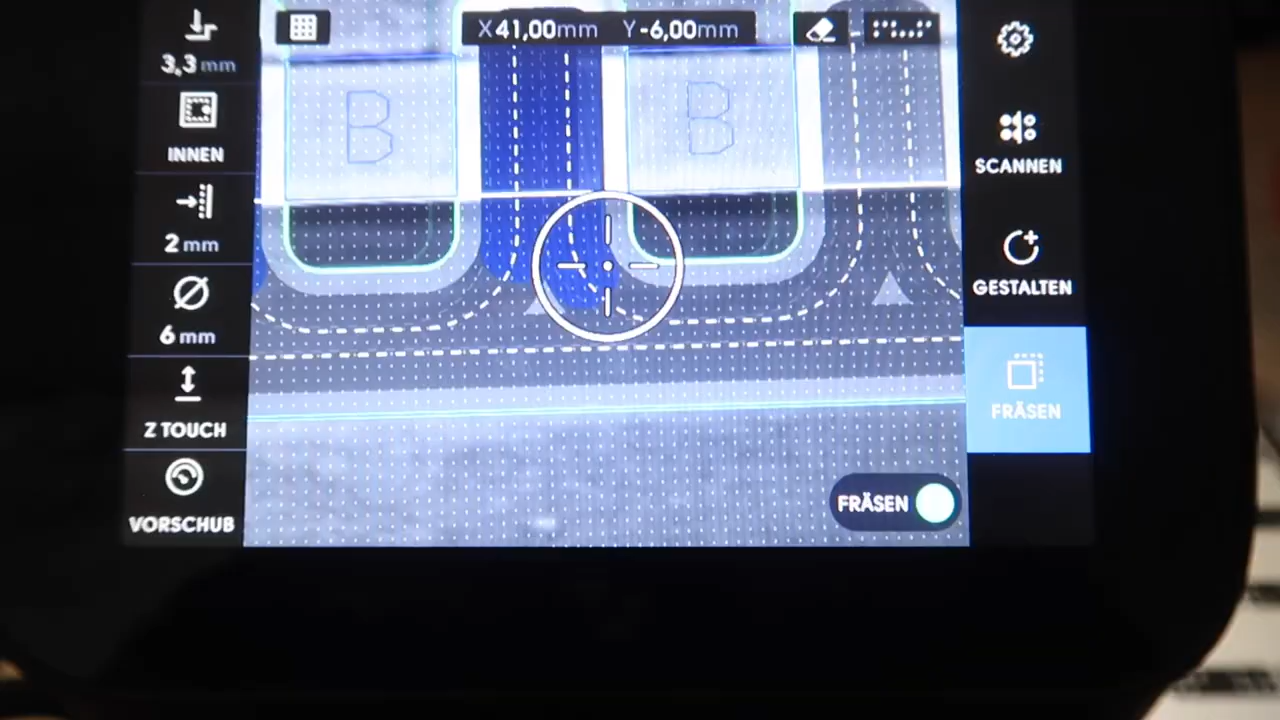 X 41,00mm Y -6,00mm
3,3 mm
INNEN
2 mm
6 mm
Z TOUCH
VORSCHUB
B B
SCANNEN
GESTALTEN
FRÄSEN
FRÄSEN